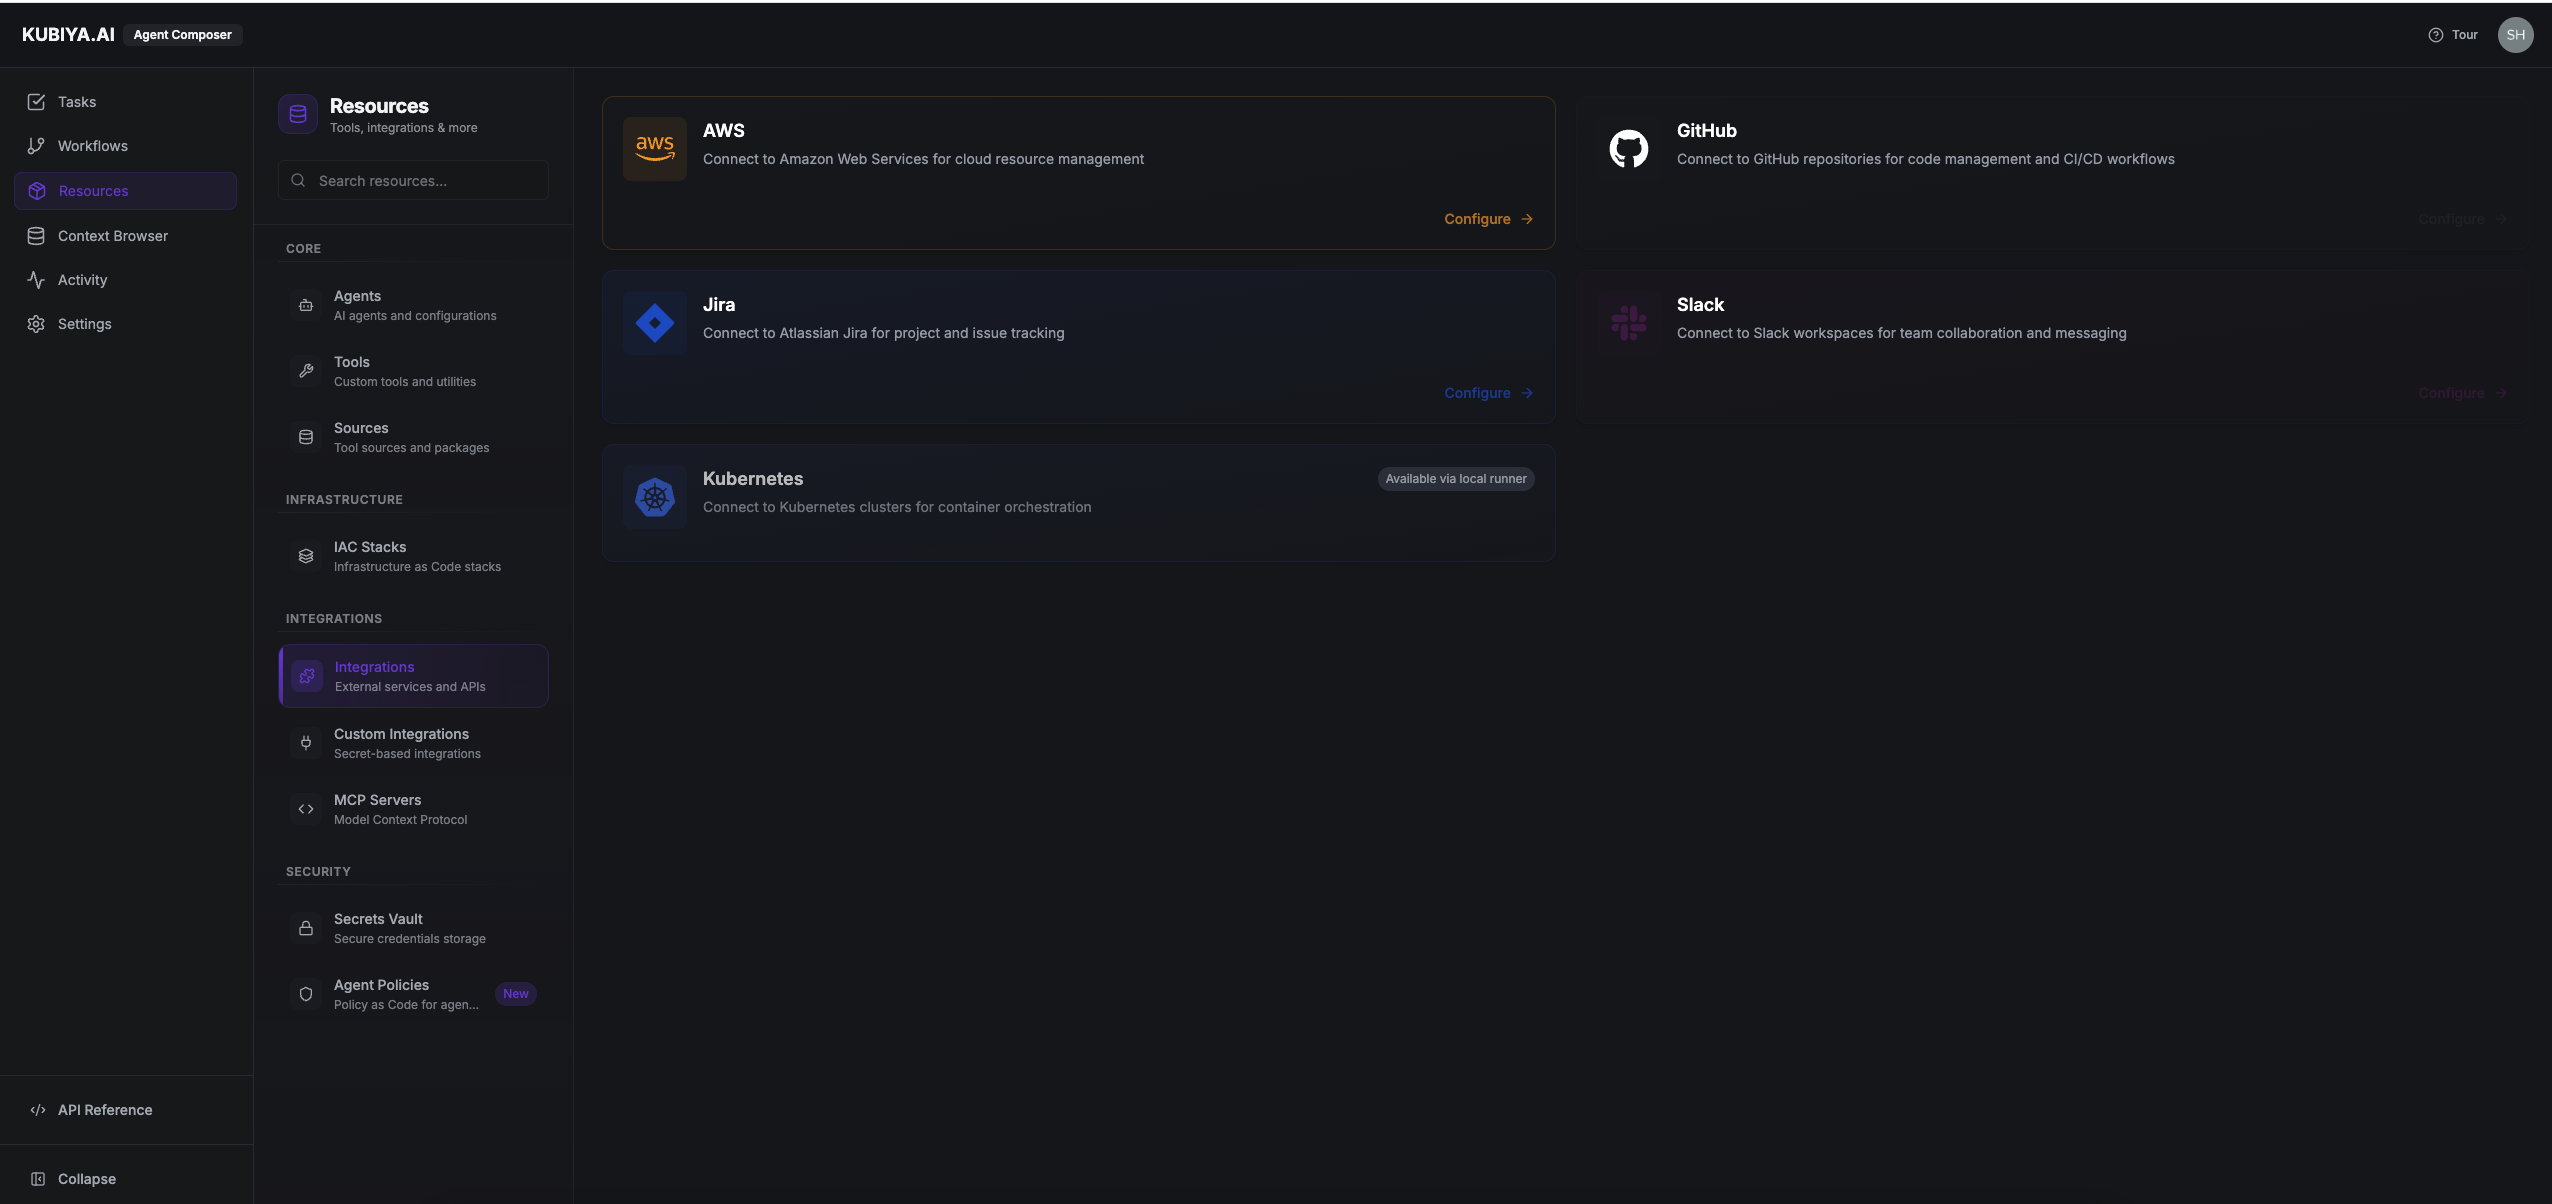 KUBIYA.AI
Agent Composer
Tour
SH
Tasks
Workflows
Resources
Context Browser
Activity
Settings
API Reference
Collapse
Resources
Tools, integrations & more
Search resources...
CORE
Agents
AI agents and configurations
Tools
Custom tools and utilities
Sources
Tool sources and packages
INFRASTRUCTURE
IAC Stacks
Infrastructure as Code stacks
INTEGRATIONS
Integrations
External services and APIs
Custom Integrations
Secret-based integrations
MCP Servers
Model Context Protocol
SECURITY
Secrets Vault
Secure credentials storage
Agent Policies
Policy as Code for agen...
New
aws
AWS
Connect to Amazon Web Services for cloud resource management
Configure
GitHub
Connect to GitHub repositories for code management and CI/CD workflows
Configure
Jira
Connect to Atlassian Jira for project and issue tracking
Configure
Slack
Connect to Slack workspaces for team collaboration and messaging
Configure
Kubernetes
Available via local runner
Connect to Kubernetes clusters for container orchestration